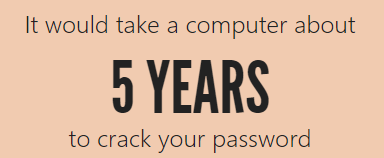 It would take a computer about
5 YEARS
to crack your password